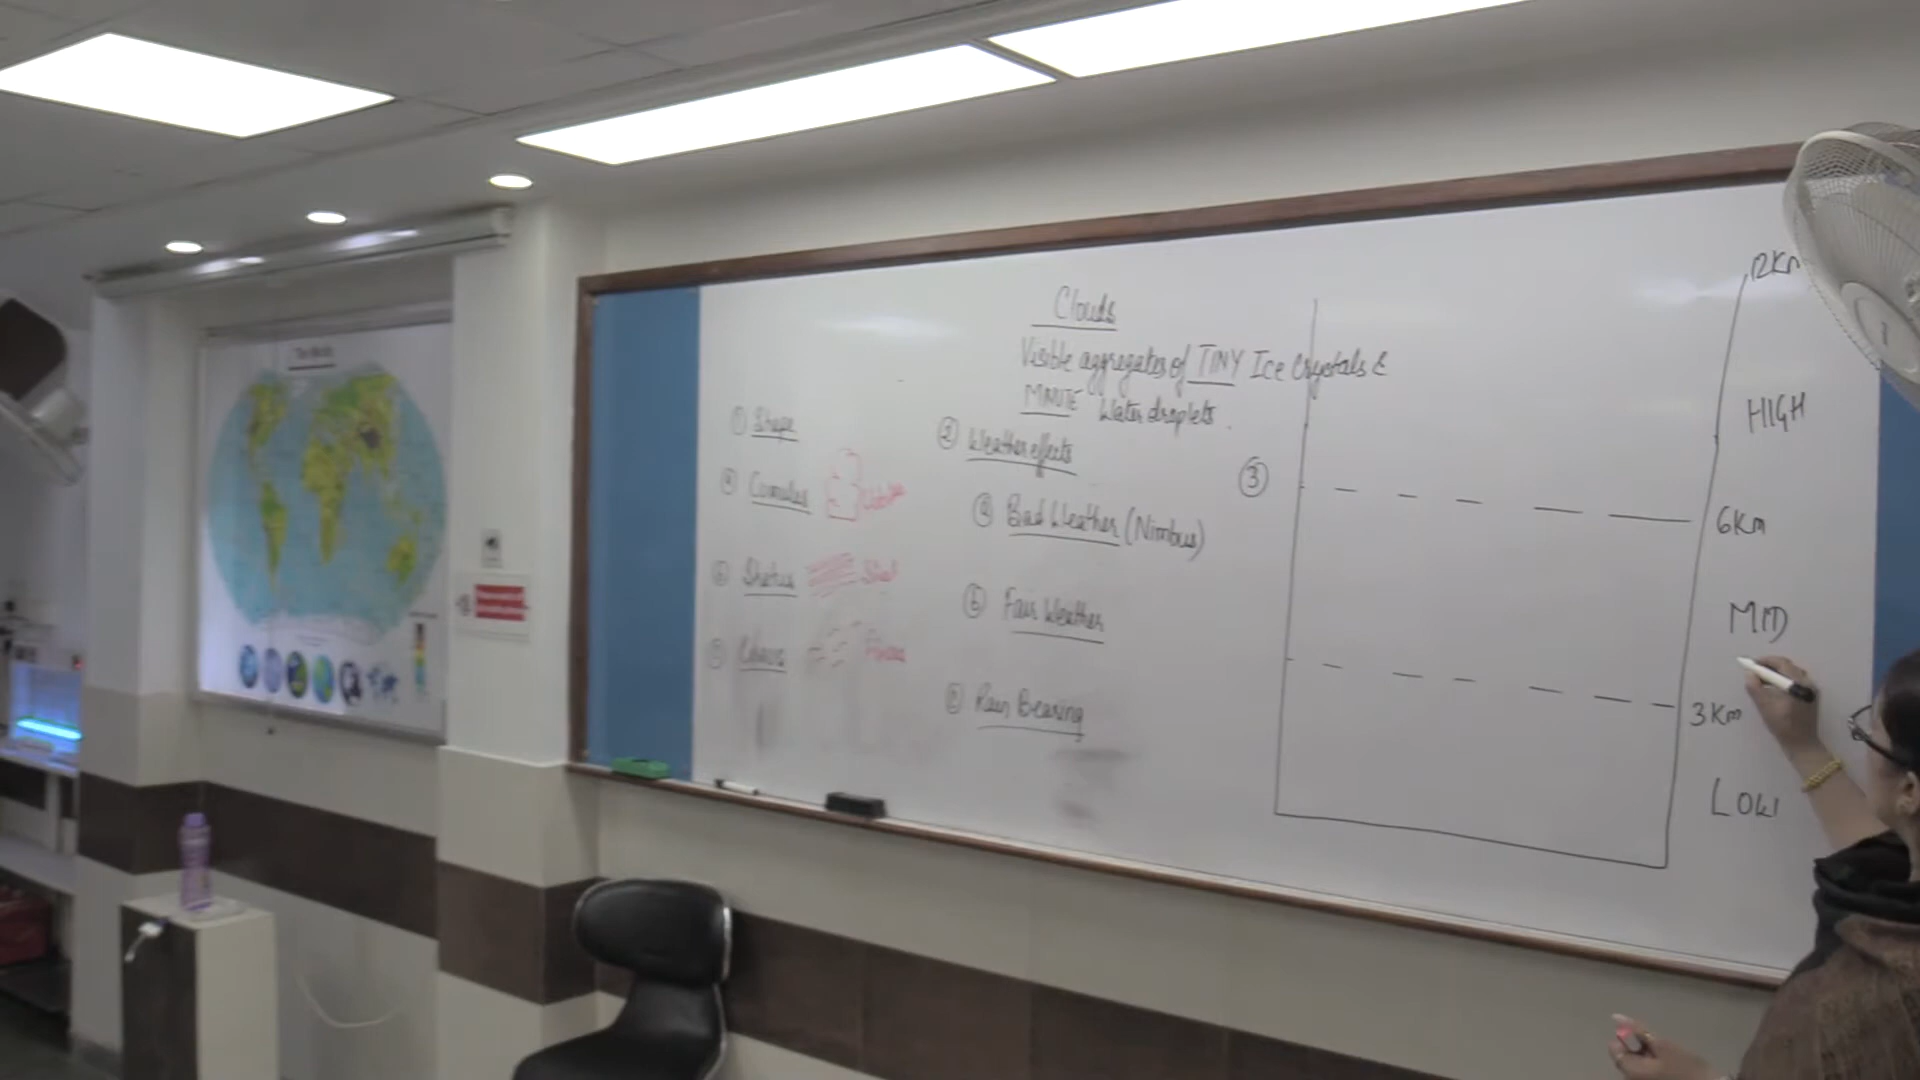 Clouds
Visible aggregates of TINY Ice Crystals &
MINUTE Water droplets.
① Shape
② Weather effects
ⓐ Cumulus
ⓐ Bad Weather (Nimbus)
ⓑ Stratus
ⓑ Fair Weather
Cirrus
Rain Bearing
③
12Km
HIGH
6Km
MID
3Km
LOW